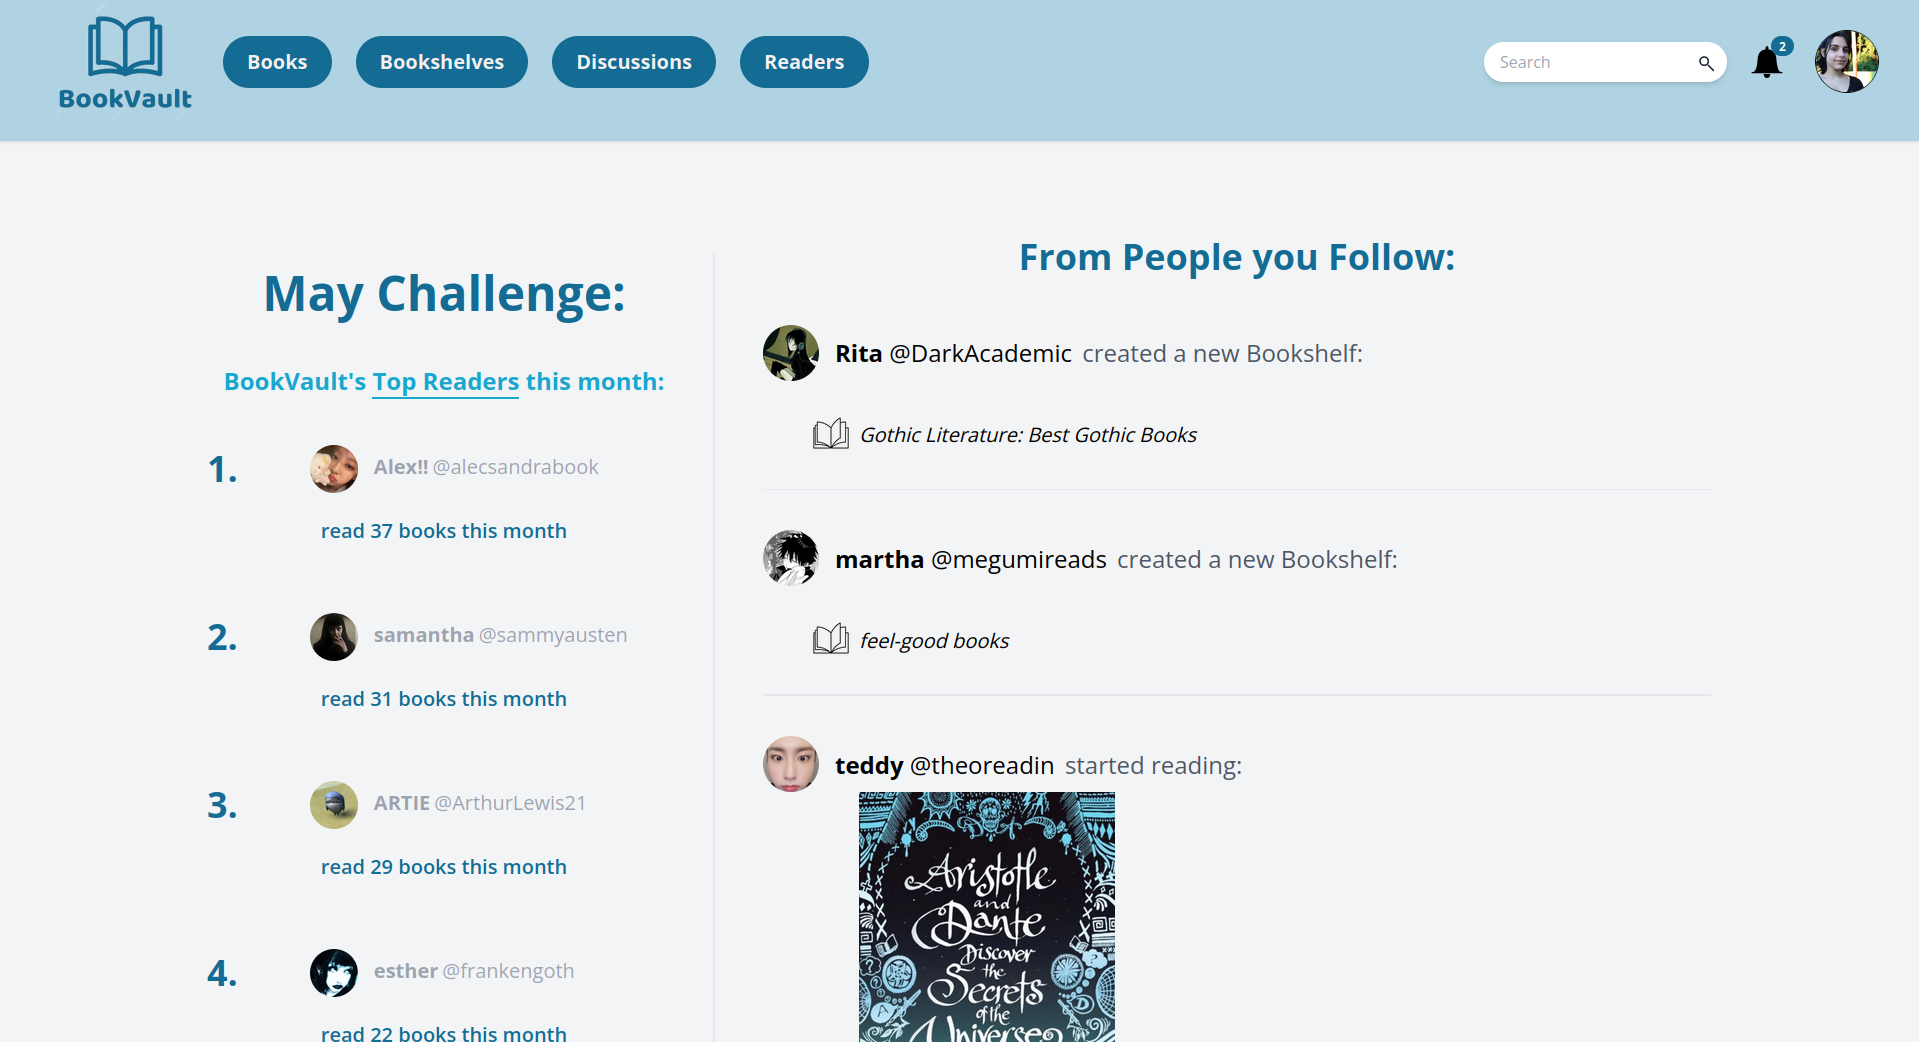 BookVault
Books
Bookshelves
Discussions
Readers
Search
2
May Challenge:
BookVault's Top Readers this month:
1.
Alex!! @alecsandrabook
read 37 books this month
2.
samantha @sammyausten
read 31 books this month
3.
ARTIE @ArthurLewis21
read 29 books this month
4.
esther @frankengoth
read 22 books this month
From People you Follow:
Rita @DarkAcademic created a new Bookshelf:
Gothic Literature: Best Gothic Books
martha @megumireads created a new Bookshelf:
feel-good books
teddy @theoreadin started reading:
Aristotle
and
Dante
Discover
the
Secrets
of the
Universe